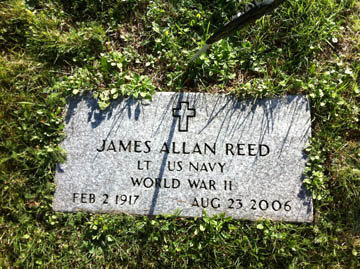 JAMES ALLAN REED
LT US NAVY
WORLD WAR II
FEB 2 1917 AUG 23 2006